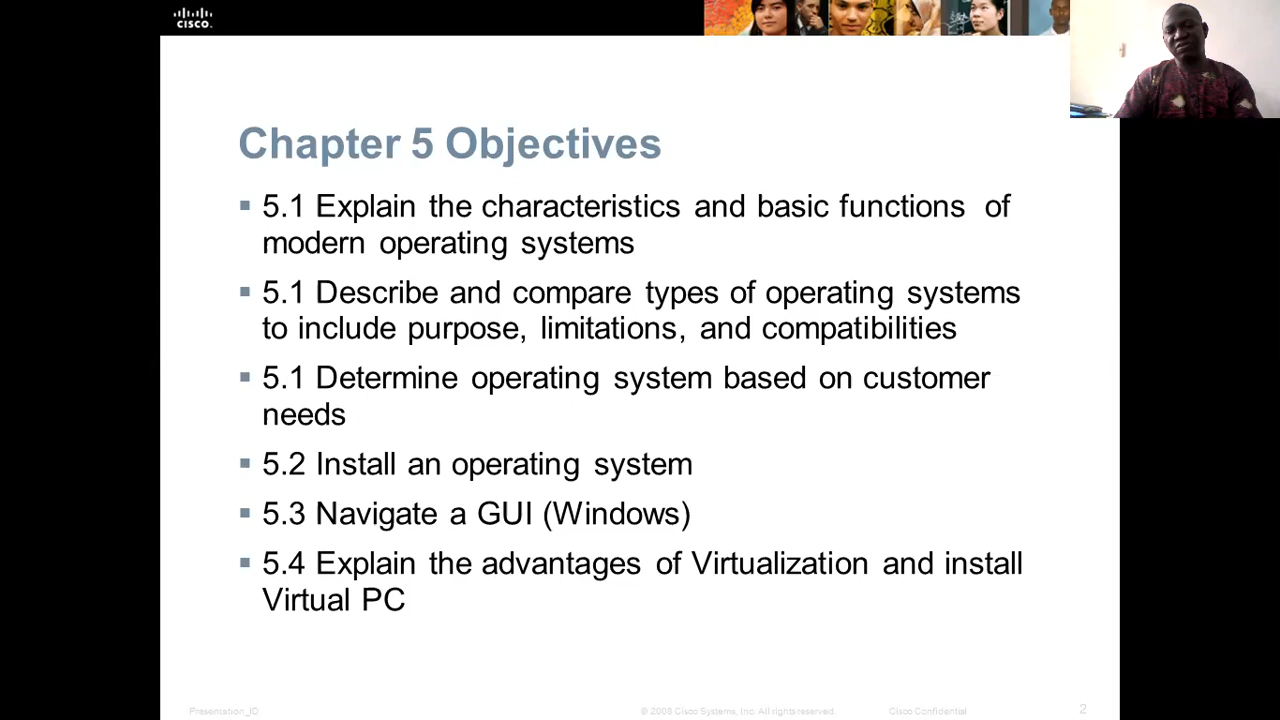 CISCO.
Chapter 5 Objectives
▪ 5.1 Explain the characteristics and basic functions of
modern operating systems
▪ 5.1 Describe and compare types of operating systems
to include purpose, limitations, and compatibilities
▪ 5.1 Determine operating system based on customer
needs
▪ 5.2 Install an operating system
▪ 5.3 Navigate a GUI (Windows)
▪ 5.4 Explain the advantages of Virtualization and install
Virtual PC
Presentation_ID
© 2008 Cisco Systems, Inc. All rights reserved.
Cisco Confidential
2